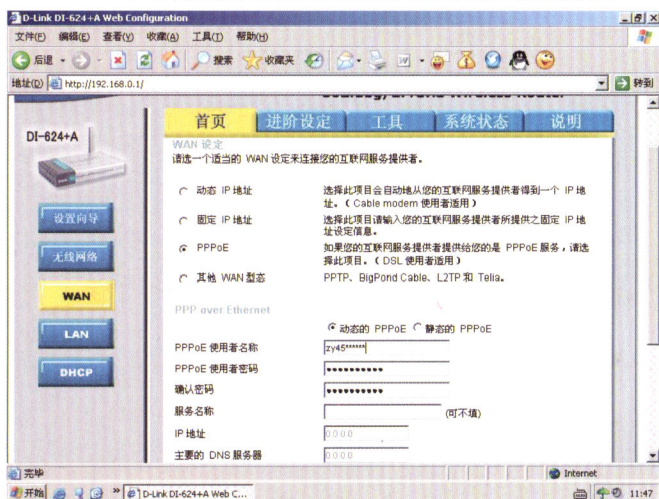 D-Link DI-624+A Web Configuration
文件(F) 编辑(E) 查看(V) 收藏(A) 工具(T) 帮助(H)
后退 搜索 收藏夹
地址(D) http://192.168.0.1/ 转到
首页 进阶设定 工具 系统状态 说明
DI-624+A
WAN 设定
请选一个适当的 WAN 设定来连接您的互联网服务提供者。
动态 IP 地址 选择此项目会自动地从您的互联网服务提供者得到一个 IP 地
址。(Cable modem 使用者适用)
设置向导
固定 IP 地址 选择此项目请输入您的互联网服务提供者所提供之固定 IP 地
址设定信息。
无线网络
PPPoE 如果您的互联网服务提供者提供给您的是 PPPoE 服务,请选
择此项目。(DSL 使用者适用)
其他 WAN 型态 PPTP、BigPond Cable、L2TP 和 Telia。
WAN
PPP over Ethernet
LAN
动态的 PPPoE 静态的 PPPoE
PPPoE 使用者名称 zy45******
DHCP
PPPoE 使用者密码 ●●●●●●●●●●
确认密码 ●●●●●●●●●●
服务名称 (可不填)
IP 地址 0.0.0.0
主要的 DNS 服务器 0.0.0.0
完毕 Internet
开始 » D-Link DI-624+A Web C... 11:47